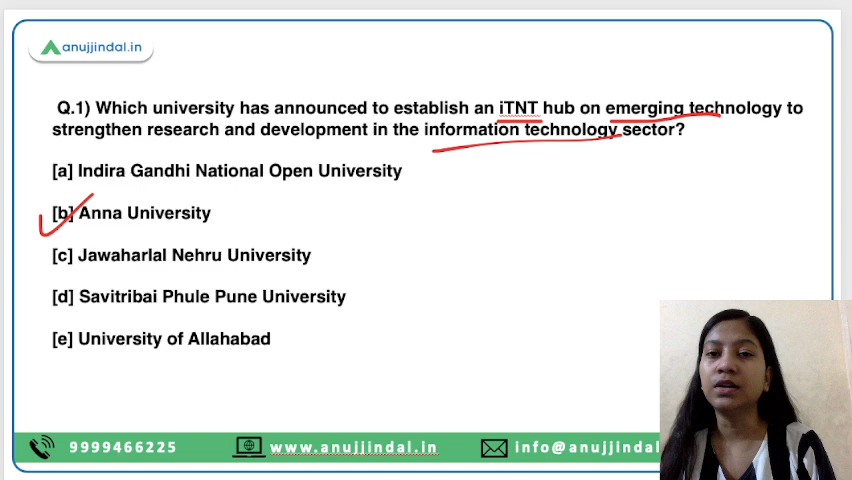 anujjindal.in
Q.1) Which university has announced to establish an iTNT hub on emerging technology to
strengthen research and development in the information technology sector?
[a] Indira Gandhi National Open University
[b] Anna University
[c] Jawaharlal Nehru University
[d] Savitribai Phule Pune University
[e] University of Allahabad
9999466225 www.anujjindal.in info@anujjindal